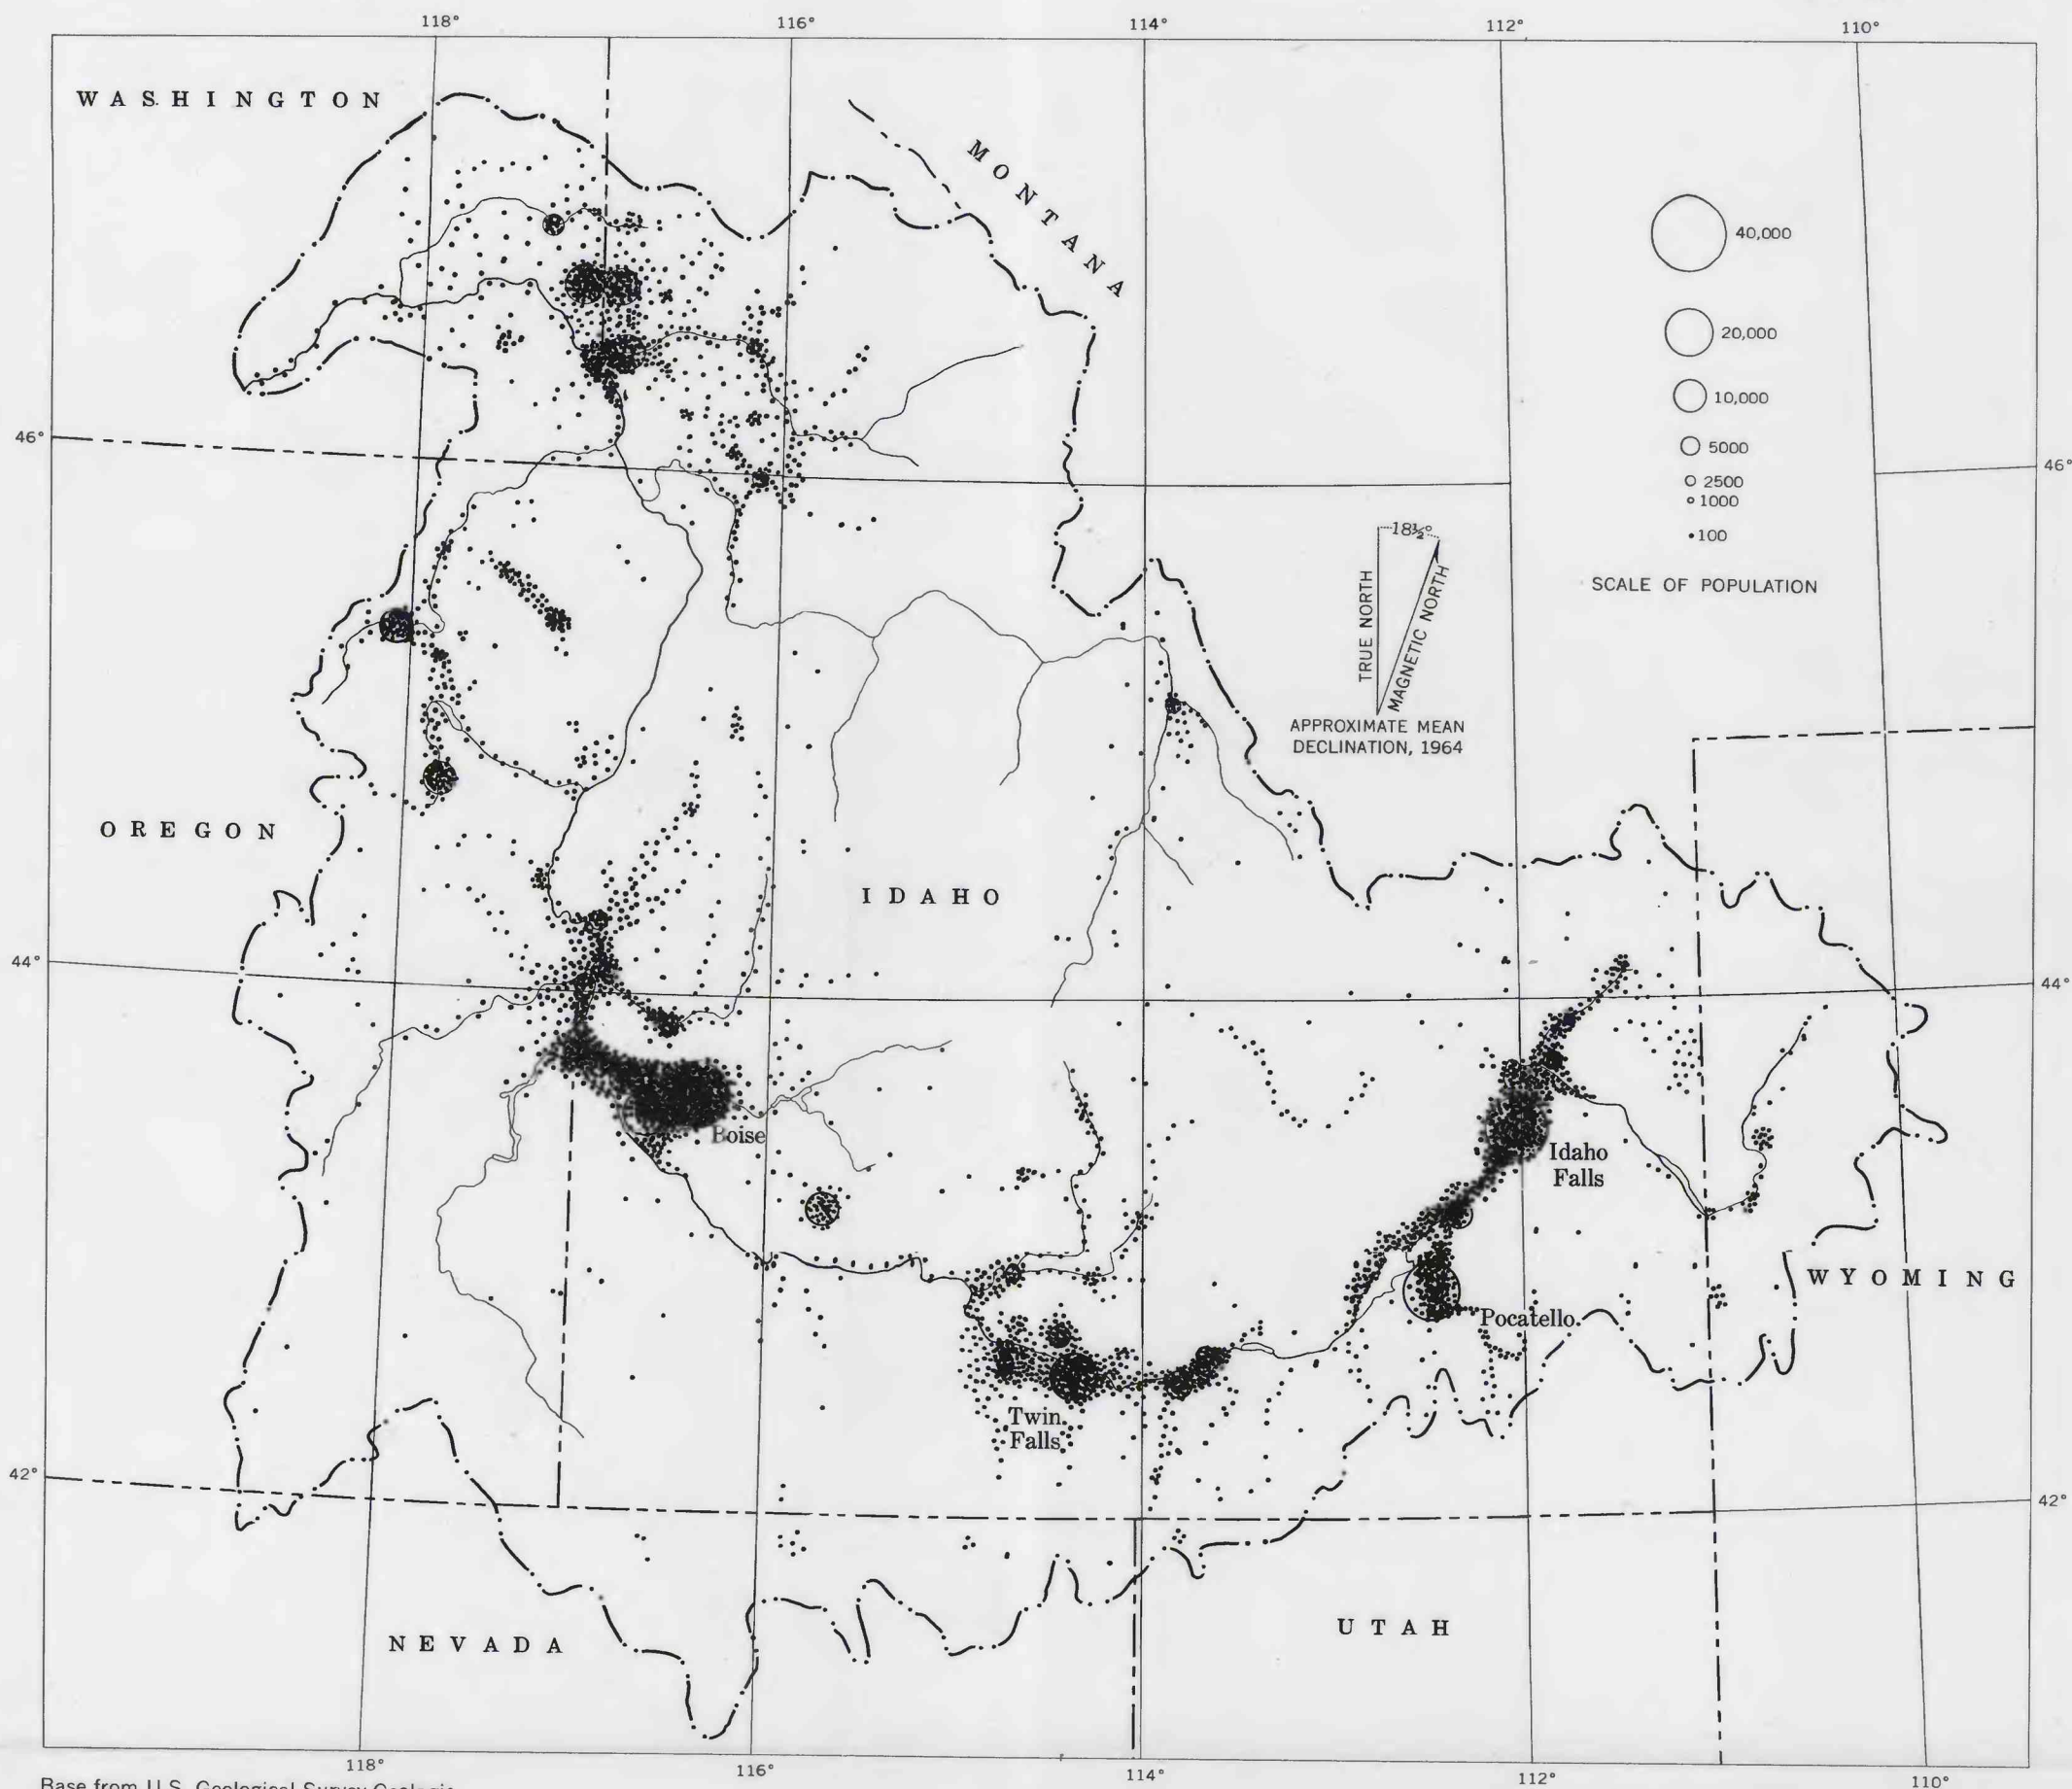 118°
116°
114°
112°
110°
WASHINGTON
MONTANA
40,000
20,000
10,000
5000
2500
1000
100
SCALE OF POPULATION
46°
46°
18½°
TRUE NORTH
MAGNETIC NORTH
APPROXIMATE MEAN
DECLINATION, 1964
OREGON
IDAHO
44°
44°
Boise
Idaho
Falls
WYOMING
Pocatello
Twin
Falls
42°
42°
NEVADA
UTAH
118°
116°
114°
112°
110°
Base from U.S. Geological Survey Geologic